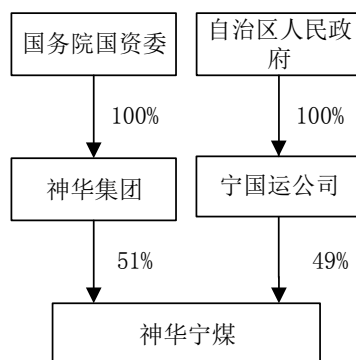 国务院国资委
自治区人民政
府
100%
100%
神华集团
宁国运公司
51%
49%
神华宁煤